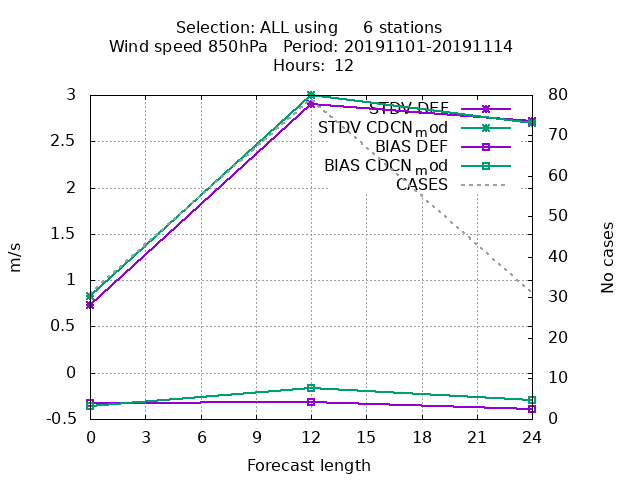 Selection: ALL using 6 stations
Wind speed 850hPa Period: 20191101-20191114
Hours: 12
3
2.5
2
1.5
1
0.5
0
-0.5
m/s
80
70
60
50
40
30
20
10
0
No cases
STDV DEF
STDV CDCN_mod
BIAS DEF
BIAS CDCN_mod
CASES
0 3 6 9 12 15 18 21 24
Forecast length